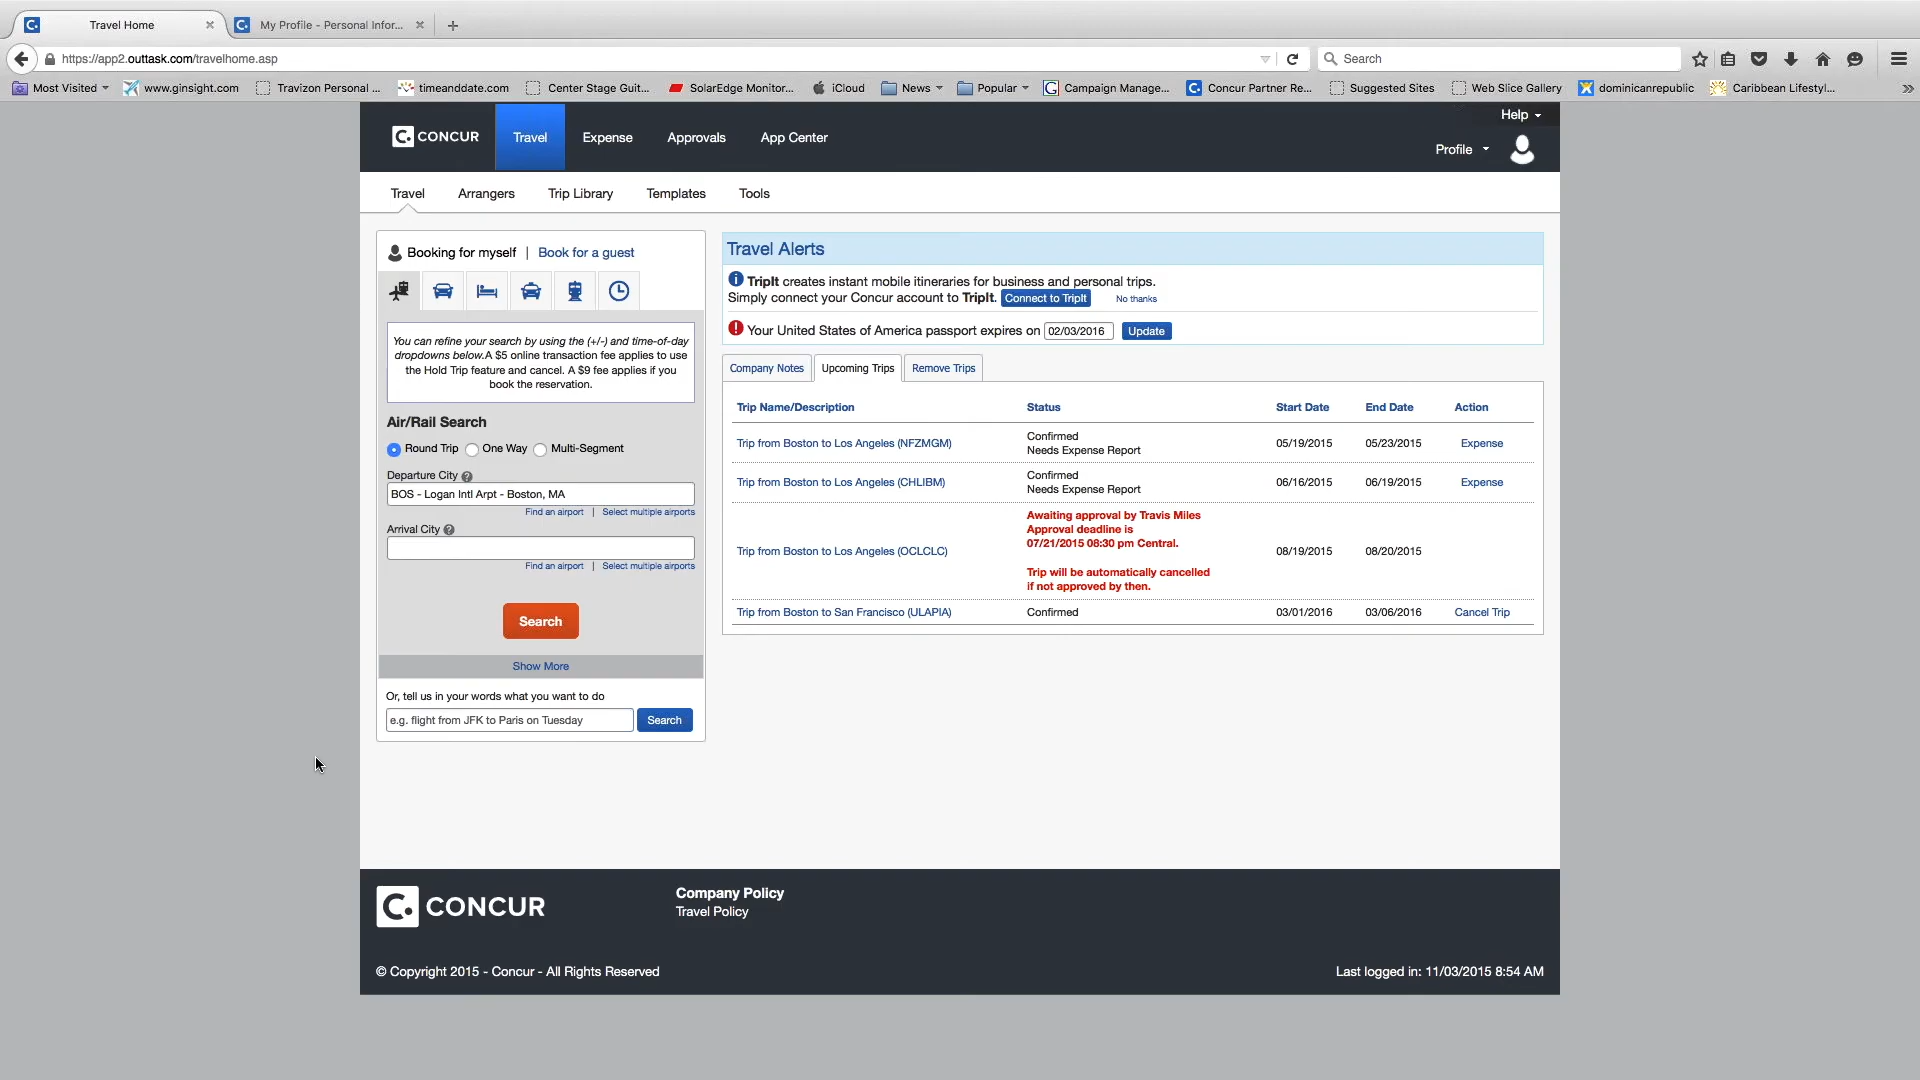 Travel Home
My Profile - Personal Infor...
https://app2.outtask.com/travelhome.asp
Search
Most Visited
www.ginsight.com
Travizon Personal ...
timeanddate.com
Center Stage Guit...
SolarEdge Monitor...
iCloud
News
Popular
Campaign Manage...
Concur Partner Re...
Suggested Sites
Web Slice Gallery
dominicanrepublic
Caribbean Lifestyl...
Help
CONCUR
Travel
Expense
Approvals
App Center
Profile
Travel
Arrangers
Trip Library
Templates
Tools
Booking for myself | Book for a guest
You can refine your search by using the (+/-) and time-of-day
dropdowns below.A $5 online transaction fee applies to use
the Hold Trip feature and cancel. A $9 fee applies if you
book the reservation.
Air/Rail Search
Round Trip
One Way
Multi-Segment
Departure City
BOS - Logan Intl Arpt - Boston, MA
Find an airport | Select multiple airports
Arrival City
Find an airport | Select multiple airports
Search
Show More
Or, tell us in your words what you want to do
e.g. flight from JFK to Paris on Tuesday
Search
Travel Alerts
TripIt creates instant mobile itineraries for business and personal trips.
Simply connect your Concur account to TripIt. Connect to TripIt No thanks
Your United States of America passport expires on 02/03/2016 Update
Company Notes
Upcoming Trips
Remove Trips
Trip Name/Description Status Start Date End Date Action
Trip from Boston to Los Angeles (NFZMGM) Confirmed
Needs Expense Report 05/19/2015 05/23/2015 Expense
Trip from Boston to Los Angeles (CHLIBM) Confirmed
Needs Expense Report 06/16/2015 06/19/2015 Expense
Trip from Boston to Los Angeles (OCLCLC) Awaiting approval by Travis Miles
Approval deadline is
07/21/2015 08:30 pm Central.
Trip will be automatically cancelled
if not approved by then. 08/19/2015 08/20/2015
Trip from Boston to San Francisco (ULAPIA) Confirmed 03/01/2016 03/06/2016 Cancel Trip
CONCUR
Company Policy
Travel Policy
© Copyright 2015 - Concur - All Rights Reserved
Last logged in: 11/03/2015 8:54 AM